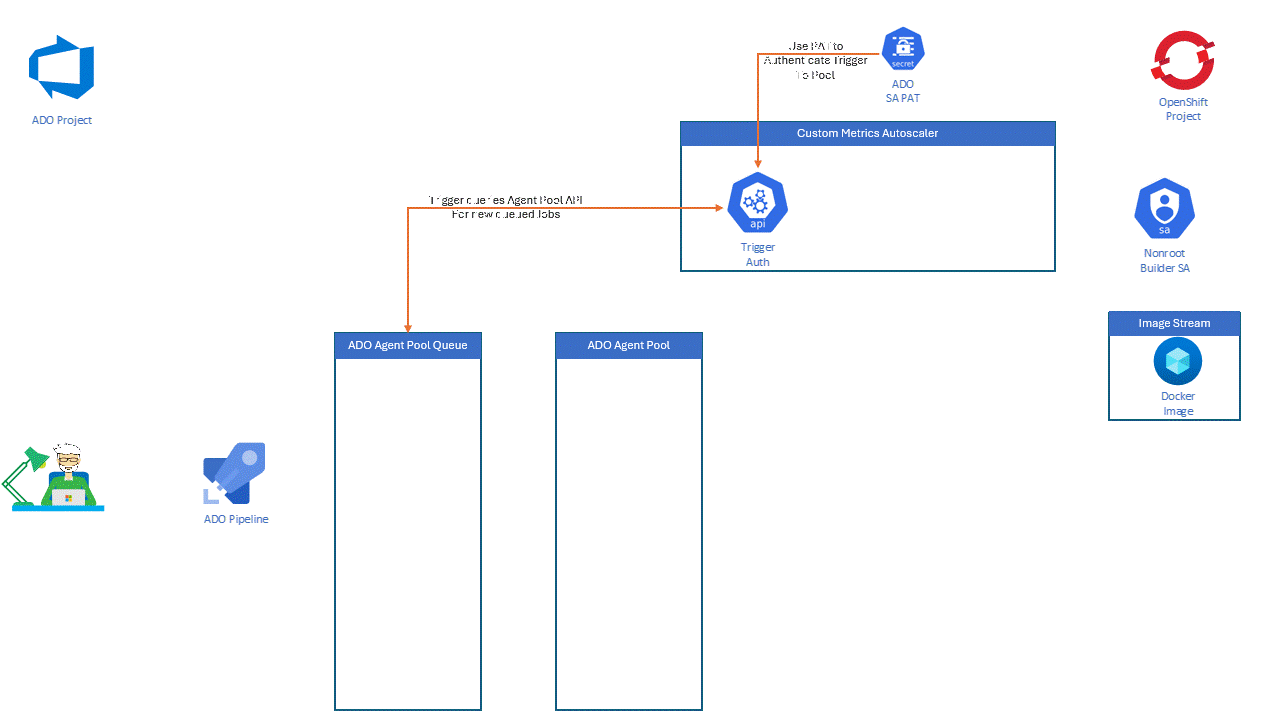 Use PAT to
Authenticate Trigger
To Pool
secret
ADO
SA PAT
ADO Project
OpenShift
Project
Custom Metrics Autoscaler
api
Trigger
Auth
Trigger queries Agent Pool API
For new queued Jobs
sa
Nonroot
Builder SA
Image Stream
Docker
Image
ADO Agent Pool Queue
ADO Agent Pool
ADO Pipeline